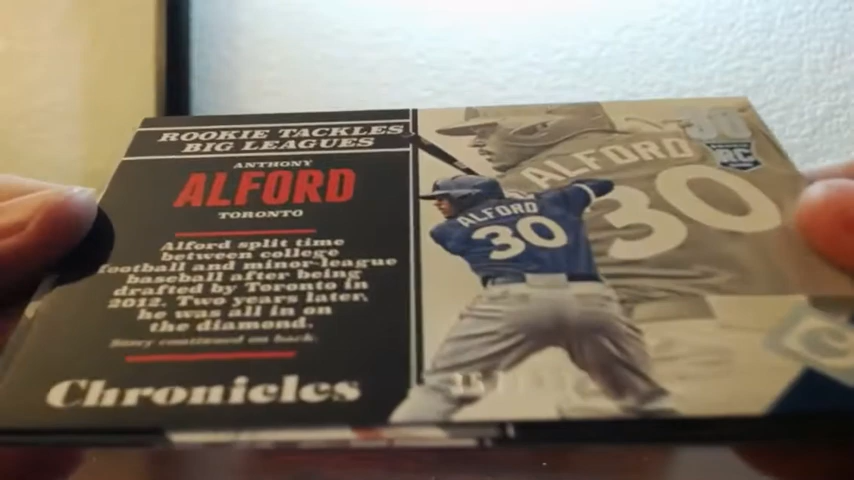 ROOKIE TACKLES
BIG LEAGUES
ANTHONY
ALFORD
TORONTO
Alford split time
between college
football and minor-league
baseball after being
drafted by Toronto in
2012. Two years later,
he was all in on
the diamond.
Story continued on back.
Chronicles
ALFORD
30
ALFORD
30
RC